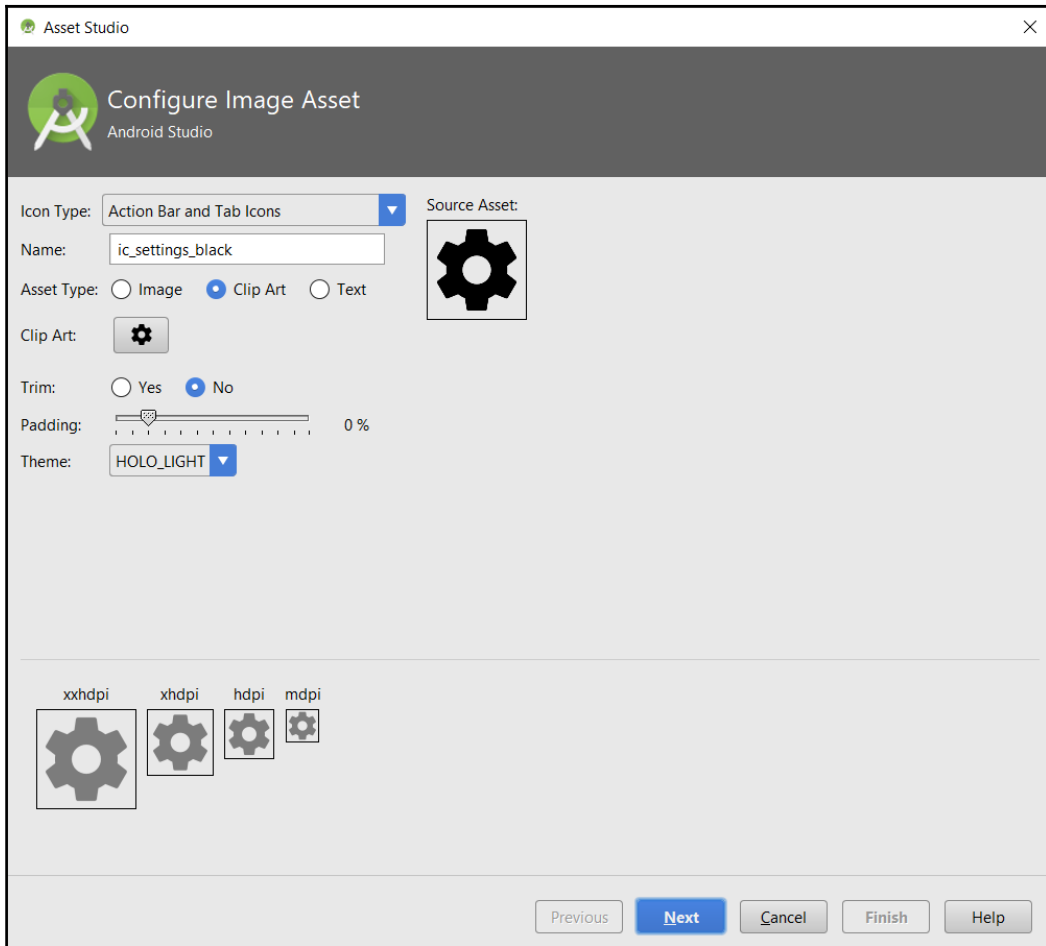 Asset Studio
Configure Image Asset
Android Studio
Icon Type: Action Bar and Tab Icons
Source Asset:
Name: ic_settings_black
Asset Type: Image Clip Art Text
Clip Art:
Trim: Yes No
Padding: 0 %
Theme: HOLO_LIGHT
xxhdpi xhdpi hdpi mdpi
Previous Next Cancel Finish Help